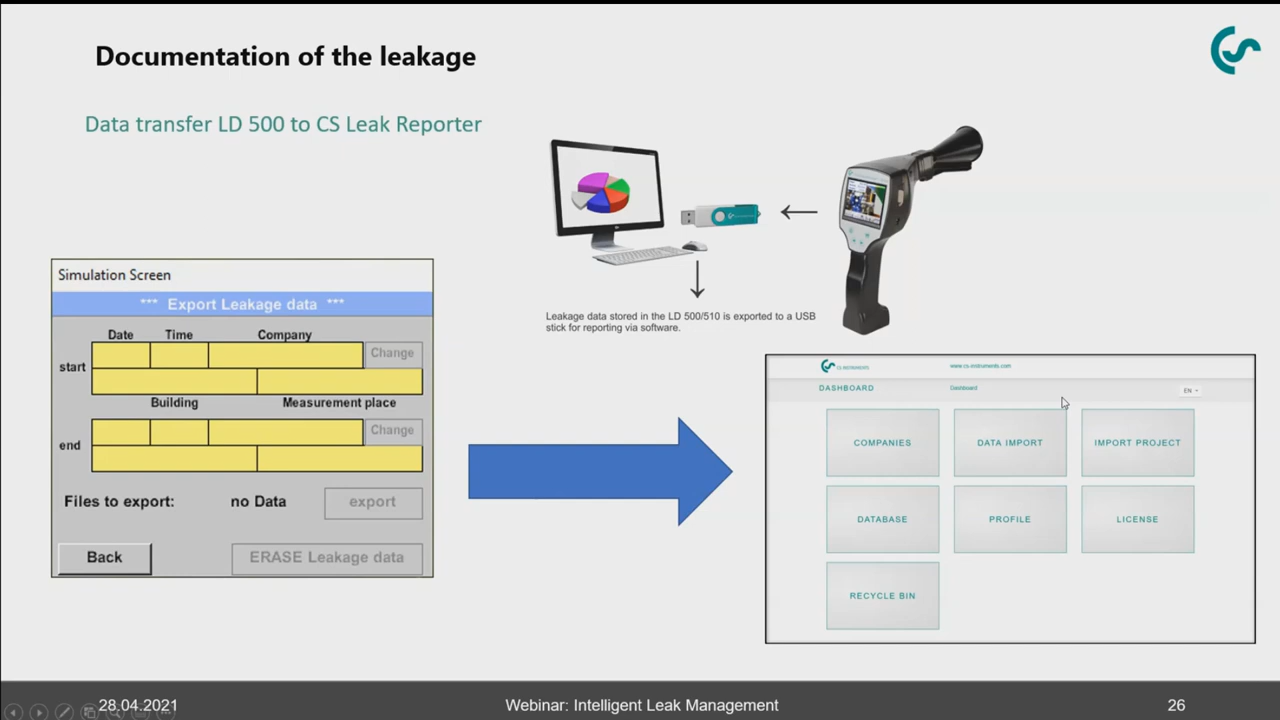 Documentation of the leakage
Data transfer LD 500 to CS Leak Reporter
Leakage data stored in the LD 500/510 is exported to a USB
stick for reporting via software.
Simulation Screen
*** Export Leakage data ***
Date Time Company
start Change
Building Measurement place
end Change
Files to export: no Data export
Back ERASE Leakage data
CS INSTRUMENTS www.cs-instruments.com
DASHBOARD Dashboard EN
COMPANIES DATA IMPORT IMPORT PROJECT
DATABASE PROFILE LICENSE
RECYCLE BIN
28.04.2021 Webinar: Intelligent Leak Management 26